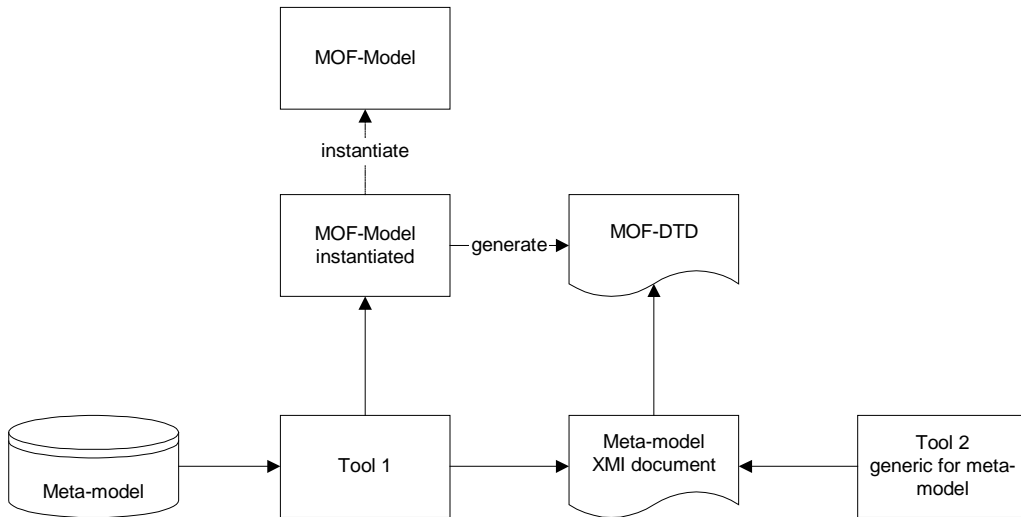 MOF-Model
instantiate
MOF-Model
instantiated
generate
MOF-DTD
Meta-model
Tool 1
Meta-model
XMI document
Tool 2
generic for meta-
model